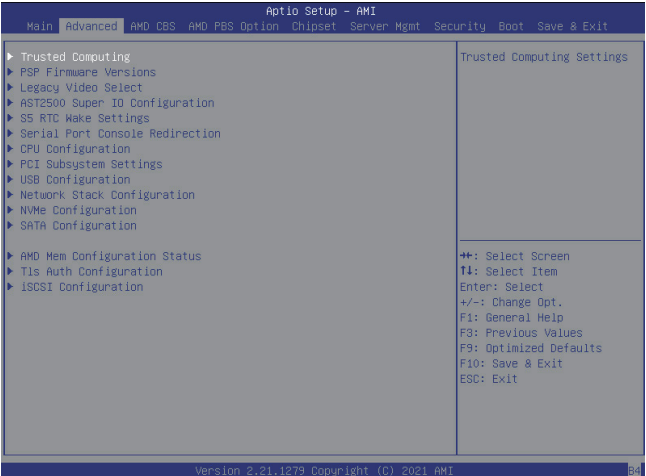 Aptio Setup – AMI
Main Advanced AMD CBS AMD PBS Option Chipset Server Mgmt Security Boot Save & Exit
Trusted Computing
PSP Firmware Versions
Legacy Video Select
AST2500 Super IO Configuration
S5 RTC Wake Settings
Serial Port Console Redirection
CPU Configuration
PCI Subsystem Settings
USB Configuration
Network Stack Configuration
NVMe Configuration
SATA Configuration
AMD Mem Configuration Status
Tls Auth Configuration
iSCSI Configuration
Trusted Computing Settings
→←: Select Screen
↑↓: Select Item
Enter: Select
+/-: Change Opt.
F1: General Help
F3: Previous Values
F9: Optimized Defaults
F10: Save & Exit
ESC: Exit
Version 2.21.1279 Copyright (C) 2021 AMI
B4